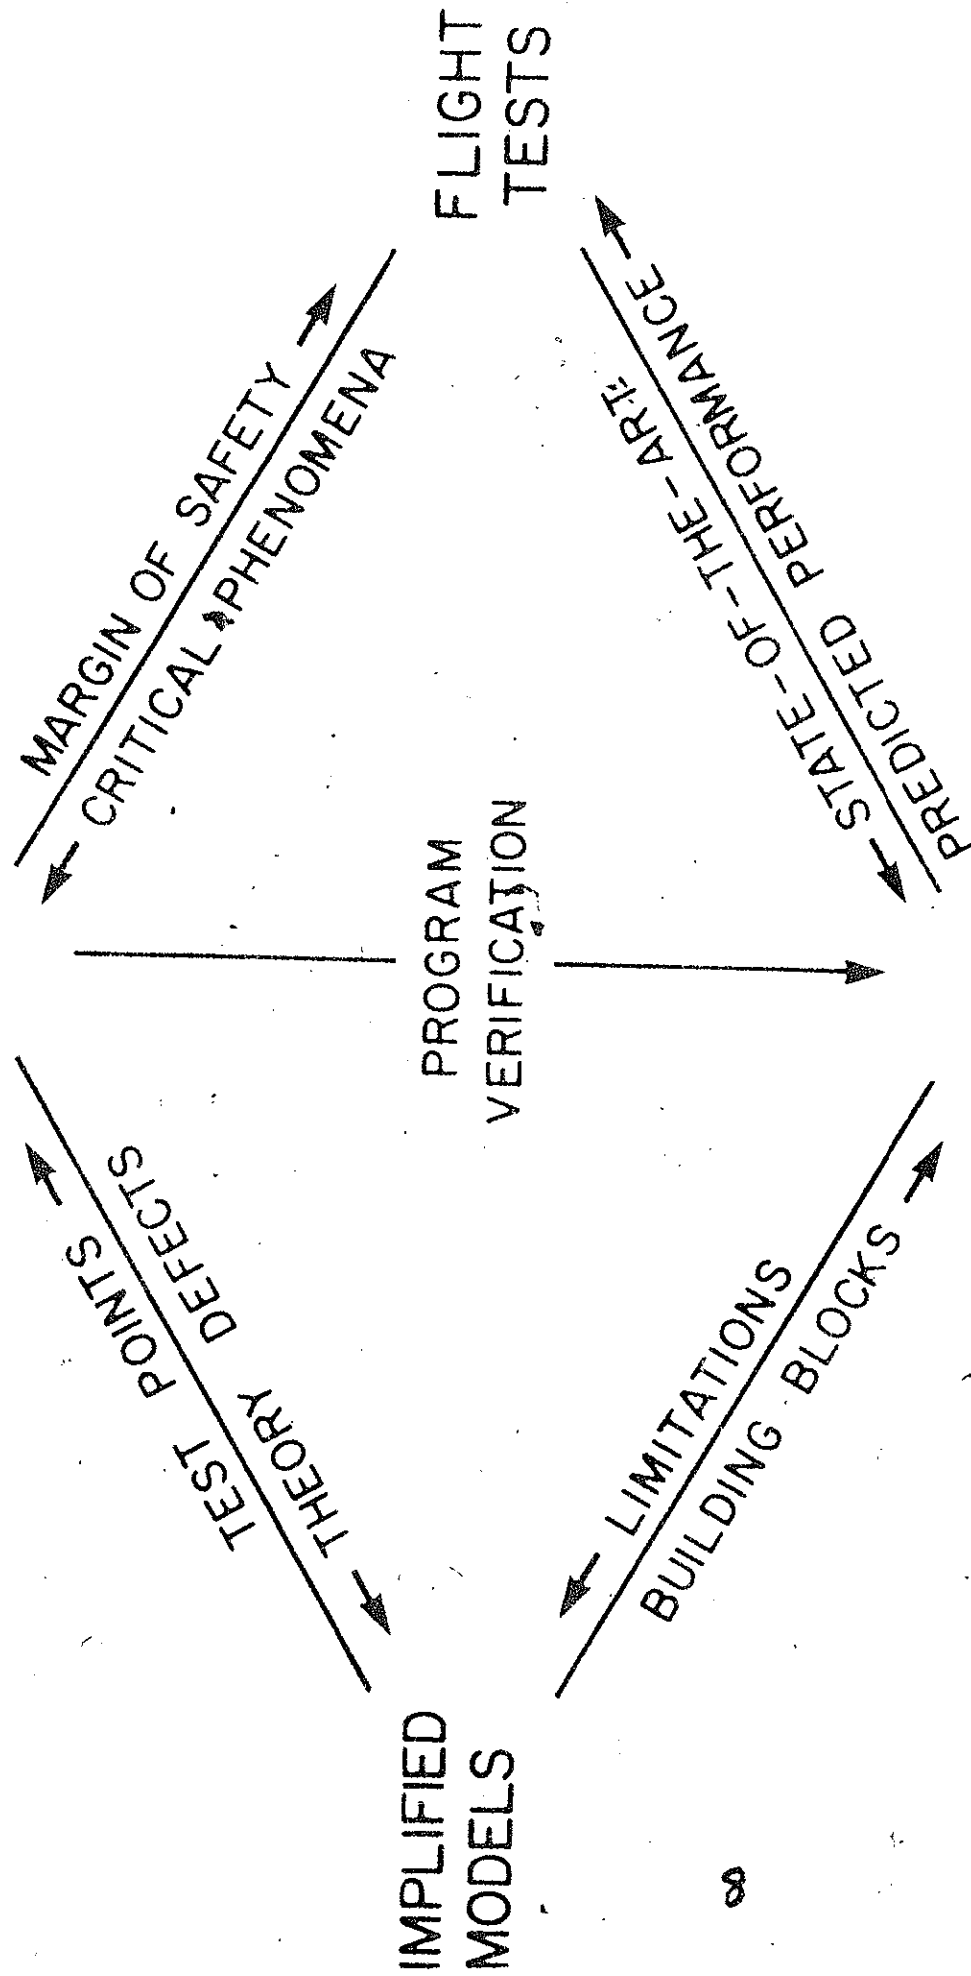 MARGIN OF SAFETY
CRITICAL PHENOMENA
TEST POINTS
THEORY DEFECTS
FLIGHT
TESTS
PROGRAM
VERIFICATION
IMPLIFIED
MODELS
LIMITATIONS
BUILDING BLOCKS
STATE-OF-THE-ART
PREDICTED PERFORMANCE
8